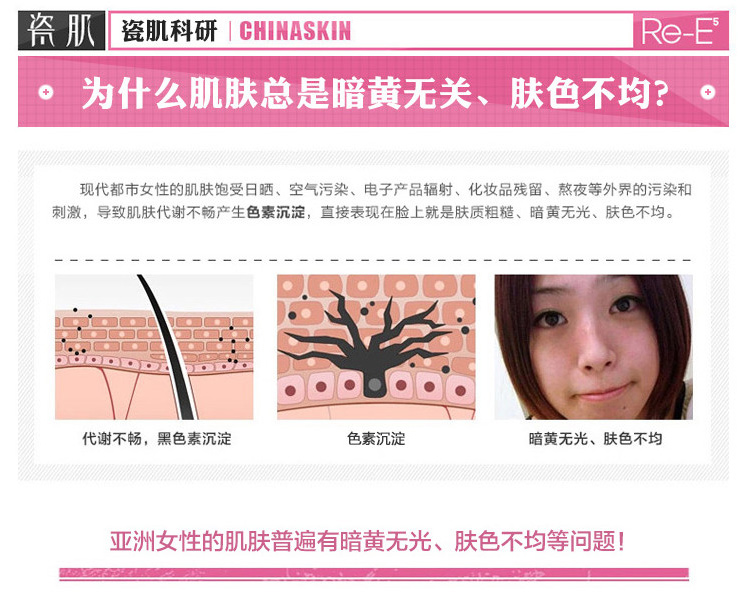 瓷肌
瓷肌科研
CHINASKIN
Re-E⁵
为什么肌肤总是暗黄无关、肤色不均?
现代都市女性的肌肤饱受日晒、空气污染、电子产品辐射、化妆品残留、熬夜等外界的污染和
刺激，导致肌肤代谢不畅产生色素沉淀，直接表现在脸上就是肤质粗糙、暗黄无光、肤色不均。
代谢不畅，黑色素沉淀
色素沉淀
暗黄无光、肤色不均
亚洲女性的肌肤普遍有暗黄无光、肤色不均等问题！